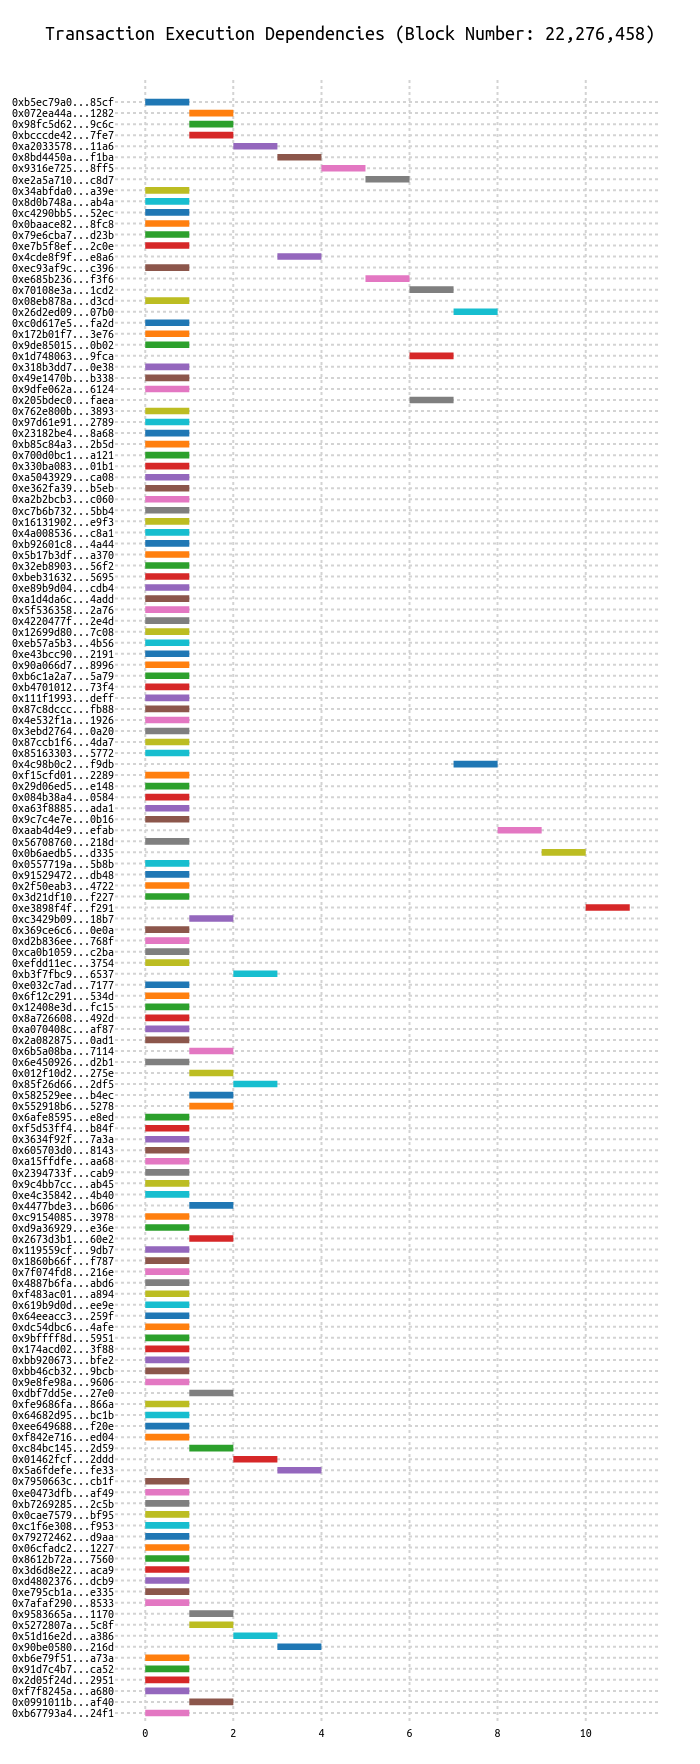 Transaction Execution Dependencies (Block Number: 22,276,458)
0xb5ec79a0...85cf
0x072ea44a...1282
0x98fc5d62...9c6c
0xbcccde42...7fe7
0xa2033578...11a6
0x8bd4450a...f1ba
0x9316e725...8ff5
0xe2a5a710...c8d7
0x34abfda0...a39e
0x8d0b748a...ab4a
0xc4290bb5...52ec
0x0baace82...8fc8
0x79e6cba7...d23b
0xe7b5f8ef...2c0e
0x4cde8f9f...e8a6
0xec93af9c...c396
0xe685b236...f3f6
0x70108e3a...1cd2
0x08eb878a...d3cd
0x26d2ed09...07b0
0xc0d617e5...fa2d
0x172b01f7...3e76
0x9de85015...0b02
0x1d748063...9fca
0x318b3dd7...0e38
0x49e1470b...b338
0x9dfe062a...6124
0x205bdec0...faea
0x762e800b...3893
0x97d61e91...2789
0x23182be4...8a68
0xb85c84a3...2b5d
0x700d0bc1...a121
0x330ba083...01b1
0xa5043929...ca08
0xe362fa39...b5eb
0xa2b2bcb3...c060
0xc7b6b732...5bb4
0x16131902...e9f3
0x4a008536...c8a1
0xb92601c8...4a44
0x5b17b3df...a370
0x32eb8903...56f2
0xbeb31632...5695
0xe89b9d04...cdb4
0xa1d4da6c...4add
0x5f536358...2a76
0x4220477f...2e4d
0x12699d80...7c08
0xeb57a5b3...4b56
0xe43bcc90...2191
0x90a066d7...8996
0xb6c1a2a7...5a79
0xb4701012...73f4
0x111f1993...deff
0x87c8dccc...fb88
0x4e532f1a...1926
0x3ebd2764...0a20
0x87ccb1f6...4da7
0x85163303...5772
0x4c98b0c2...f9db
0xf15cfd01...2289
0x29d06ed5...e148
0x084b38a4...0584
0xa63f8885...ada1
0x9c7c4e7e...0b16
0xaab4d4e9...efab
0x56708760...218d
0x0b6aedb5...d335
0x0557719a...5b8b
0x91529472...db48
0x2f50eab3...4722
0x3d21df10...f227
0xe3898f4f...f291
0xc3429b09...18b7
0x369ce6c6...0e0a
0xd2b836ee...768f
0xca0b1059...c2ba
0xefdd11ec...3754
0xb3f7fbc9...6537
0xe032c7ad...7177
0x6f12c291...534d
0x12408e3d...fc15
0x8a726608...492d
0xa070408c...af87
0x2a082875...0ad1
0x6b5a08ba...7114
0x6e450926...d2b1
0x012f10d2...275e
0x85f26d66...2df5
0x582529ee...b4ec
0x552918b6...5278
0x6afe8595...e8ed
0xf5d53ff4...b84f
0x3634f92f...7a3a
0x605703d0...8143
0xa15ffdfe...aa68
0x2394733f...cab9
0x9c4bb7cc...ab45
0xe4c35842...4b40
0x4477bde3...b606
0xc9154085...3978
0xd9a36929...e36e
0x2673d3b1...60e2
0x119559cf...9db7
0x1860b66f...f787
0x7f074fd8...216e
0x4887b6fa...abd6
0xf483ac01...a894
0x619b9d0d...ee9e
0x64eeacc3...259f
0xdc54dbc6...4afe
0x9bffff8d...5951
0x174acd02...3f88
0xbb920673...bfe2
0xbb46cb32...9bcb
0x9e8fe98a...9606
0xdbf7dd5e...27e0
0xfe9686fa...866a
0x64682d95...bc1b
0xee649688...f20e
0xf842e716...ed04
0xc84bc145...2d59
0x01462fcf...2ddd
0x5a6fdefe...fe33
0x7950663c...cb1f
0xe0473dfb...af49
0xb7269285...2c5b
0x0cae7579...bf95
0xc1f6e308...f953
0x79272462...d9aa
0x06cfadc2...1227
0x8612b72a...7560
0x3d6d8e22...aca9
0xd4802376...dcb9
0xe795cb1a...e335
0x7afaf290...8533
0x9583665a...1170
0x5272807a...5c8f
0x51d16e2d...a386
0x90be0580...216d
0xb6e79f51...a73a
0x91d7c4b7...ca52
0x2d05f24d...2951
0xf7f8245a...a680
0x0991011b...af40
0xb67793a4...24f1
0 2 4 6 8 10